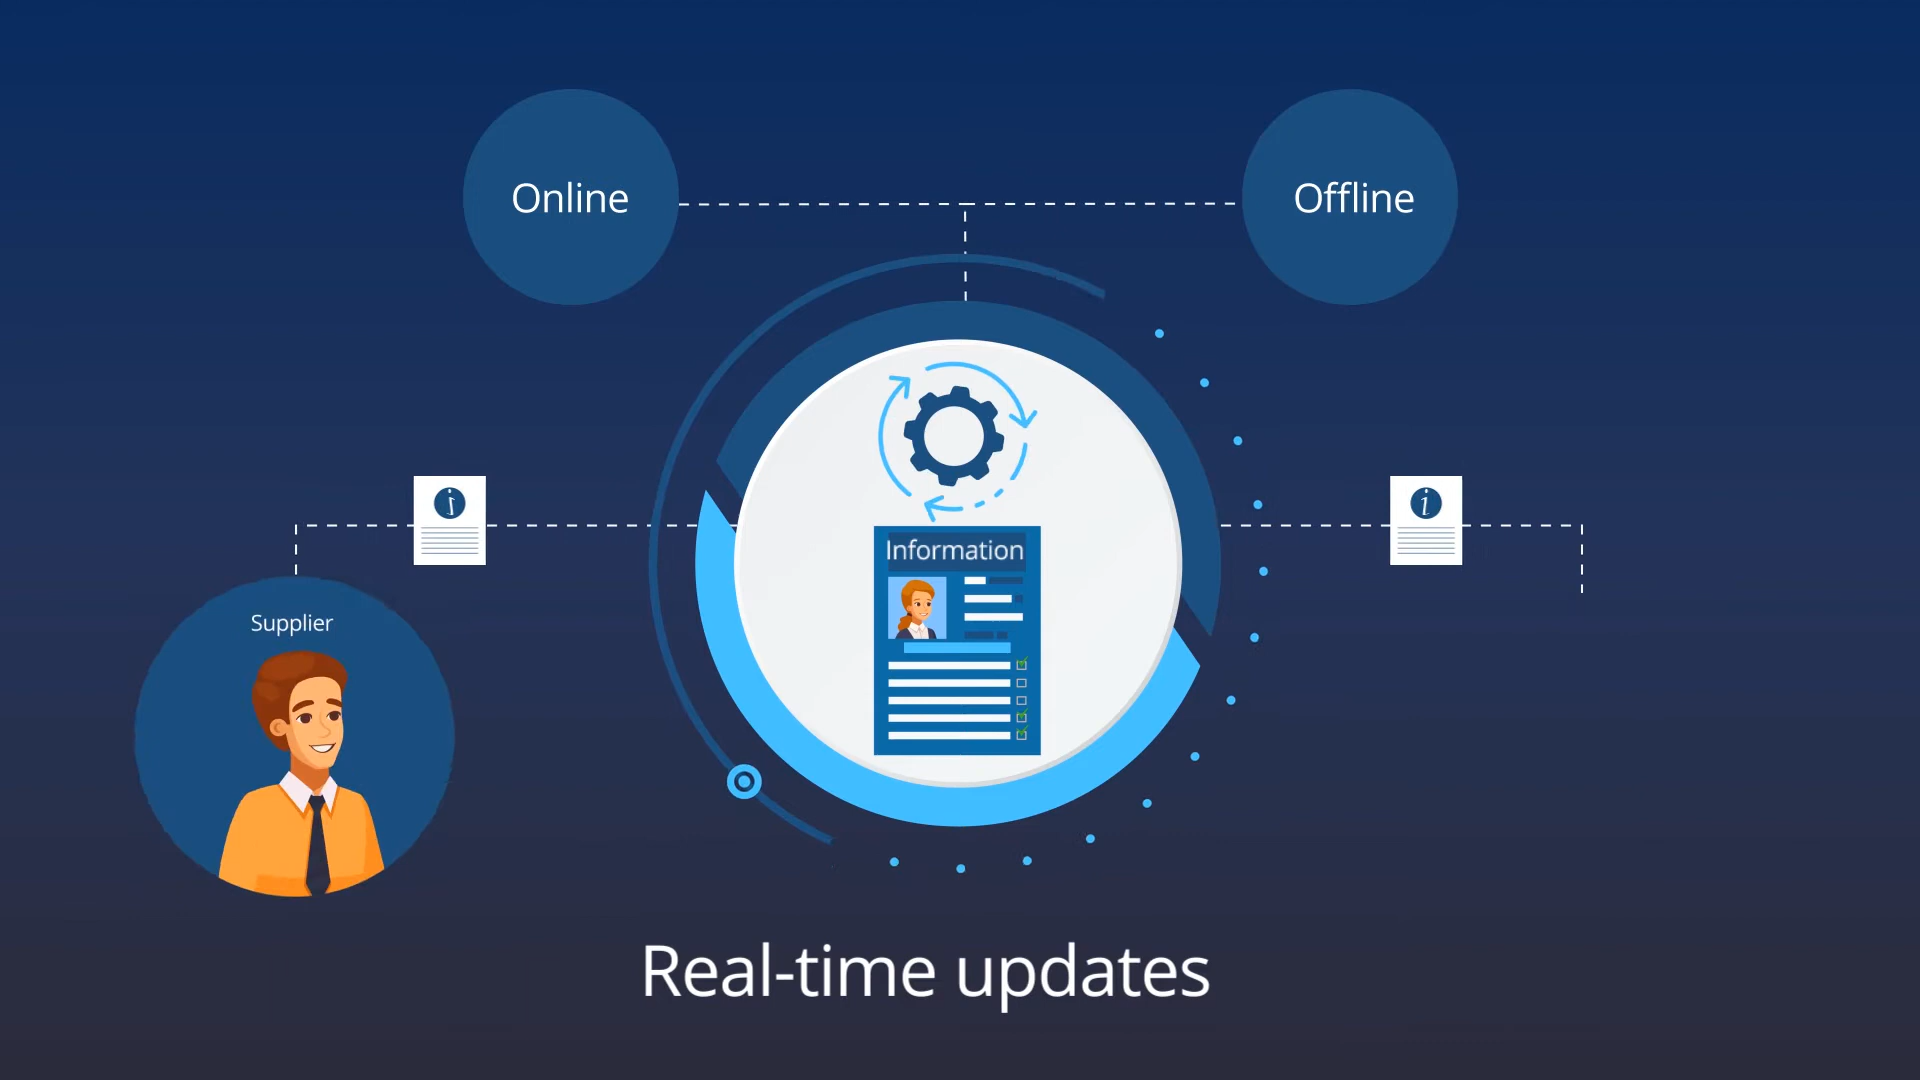 Online
Offline
i
i
Information
Supplier
Real-time updates